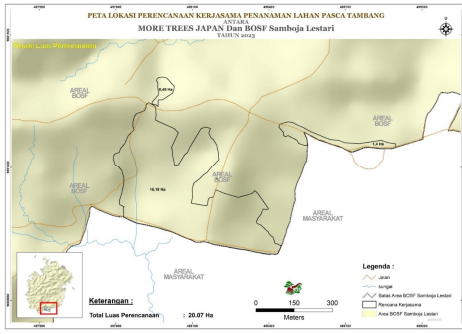 PETA LOKASI PERENCANAAN KERJASAMA PENANAMAN LAHAN PASCA TAMBANG
ANTARA
MORE TREES JAPAN Dan BOSF Samboja Lestari
TAHUN 2023
AREAL
BOSF
0,49 Ha
AREAL
BOSF
1,4 Ha
AREAL
BOSF
AREAL
BOSF
18,18 Ha
AREAL
MASYARAKAT
AREAL
MASYARAKAT
Keterangan :
Total Luas Perencanaan : 20.07 Ha
0 150 300
Meters
Legenda :
Jalan
sungai
Batas Area BOSF Samboja Lestari
Rencana Kerjasama
Area BOSF Samboja Lestari